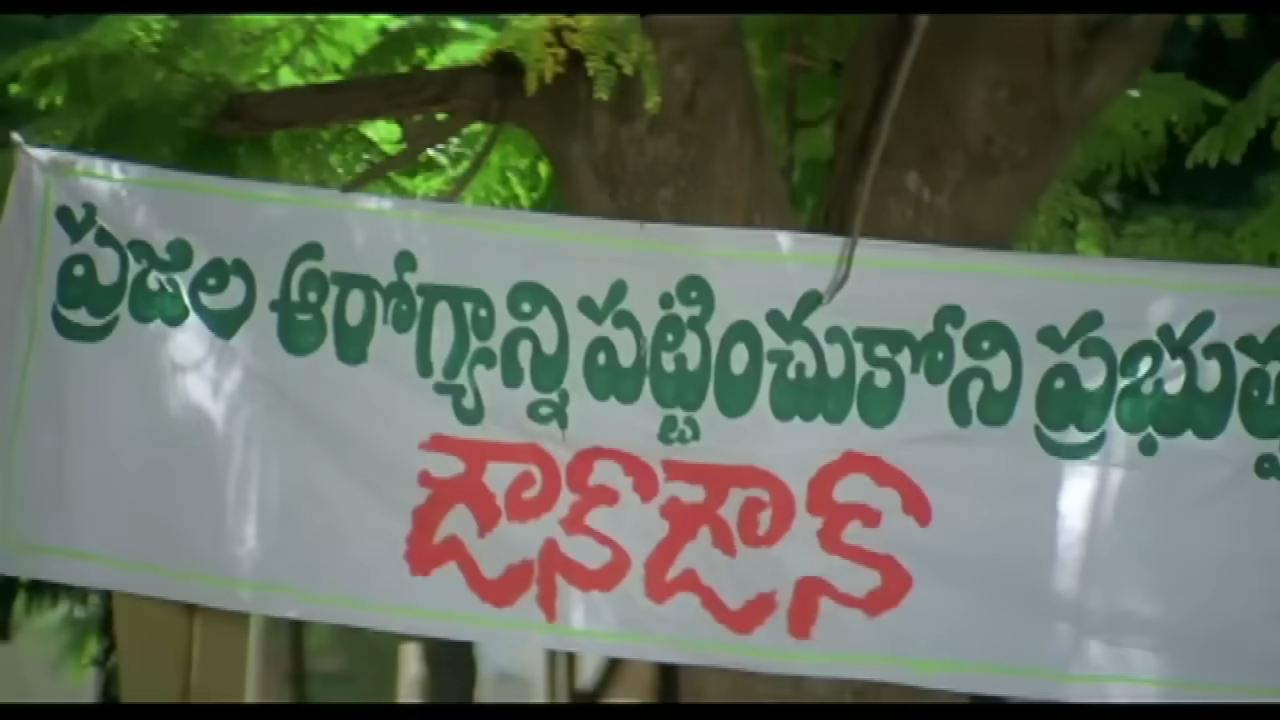 ప్రజల ఆరోగ్యాన్ని పట్టించుకోని ప్రభుత్వ
డౌన్ డౌన్